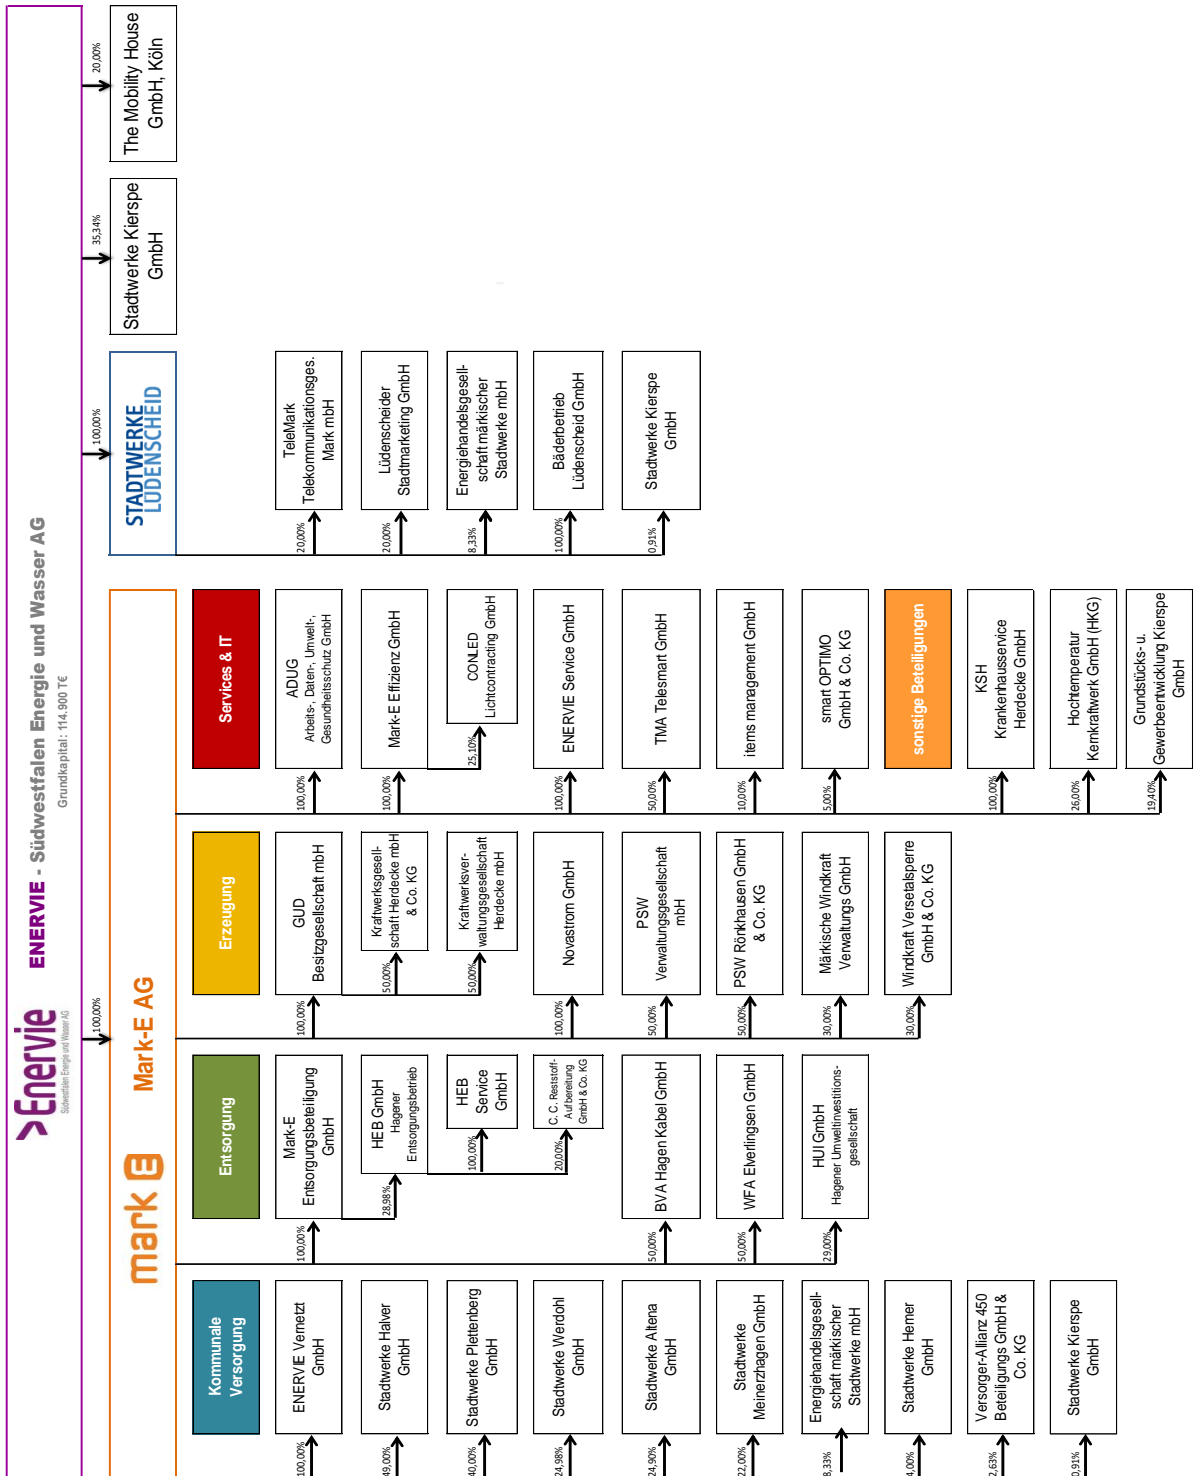 >Enervie
Südwestfalen Energie und Wasser AG
ENERVIE - Südwestfalen Energie und Wasser AG
Grundkapital: 114.900 T€
100,00%
mark E
Mark-E AG
100,00%
STADTWERKE
LÜDENSCHEID
35,34%
Stadtwerke Kierspe
GmbH
20,00%
The Mobility House
GmbH, Köln
Kommunale
Versorgung
100,00%
ENERVIE Vernetzt
GmbH
49,00%
Stadtwerke Halver
GmbH
40,00%
Stadtwerke Plettenberg
GmbH
24,98%
Stadtwerke Werdohl
GmbH
24,90%
Stadtwerke Altena
GmbH
22,00%
Stadtwerke
Meinerzhagen GmbH
8,33%
Energiehandelsgesell-
schaft märkischer
Stadtwerke mbH
4,00%
Stadtwerke Hemer
GmbH
2,63%
Versorger-Allianz 450
Beteiligungs GmbH &
Co. KG
0,91%
Stadtwerke Kierspe
GmbH
Entsorgung
100,00%
Mark-E
Entsorgungsbeteiligung
GmbH
28,98%
HEB GmbH
Hagener
Entsorgungsbetrieb
100,00%
HEB
Service
GmbH
20,00%
C. C. Reststoff-
Aufbereitung
GmbH & Co. KG
50,00%
BVA Hagen Kabel GmbH
50,00%
WFA Elverlingsen GmbH
29,00%
HUI GmbH
Hagener Umweltinvestitions-
gesellschaft
Erzeugung
100,00%
GUD
Besitzgesellschaft mbH
50,00%
Kraftwerksgesell-
schaft Herdecke mbH
& Co. KG
50,00%
Kraftwerksver-
waltungsgesellschaft
Herdecke mbH
100,00%
Novastrom GmbH
50,00%
PSW
Verwaltungsgesellschaft
mbH
50,00%
PSW Rönkhausen GmbH
& Co. KG
30,00%
Märkische Windkraft
Verwaltungs GmbH
30,00%
Windkraft Versetalsperre
GmbH & Co. KG
Services & IT
100,00%
ADUG
Arbeits-, Daten-, Umwelt-,
Gesundheitsschutz GmbH
100,00%
Mark-E Effizienz GmbH
25,10%
CONLED
Lichtcontracting GmbH
100,00%
ENERVIE Service GmbH
50,00%
TMA Telesmart GmbH
10,00%
items management GmbH
5,00%
smart OPTIMO
GmbH & Co. KG
sonstige Beteiligungen
100,00%
KSH
Krankenhausservice
Herdecke GmbH
26,00%
Hochtemperatur
Kernkraftwerk GmbH (HKG)
19,40%
Grundstücks- u.
Gewerbeentwicklung Kierspe
GmbH
20,00%
TeleMark
Telekommunikationsges.
Mark mbH
20,00%
Lüdenscheider
Stadtmarketing GmbH
8,33%
Energiehandelsgesell-
schaft märkischer
Stadtwerke mbH
100,00%
Bäderbetrieb
Lüdenscheid GmbH
0,91%
Stadtwerke Kierspe
GmbH